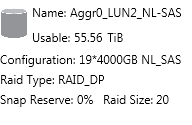 Name: Aggr0_LUN2_NL-SAS
Usable: 55.56 TiB
Configuration: 19*4000GB NL_SAS
Raid Type: RAID_DP
Snap Reserve: 0% Raid Size: 20